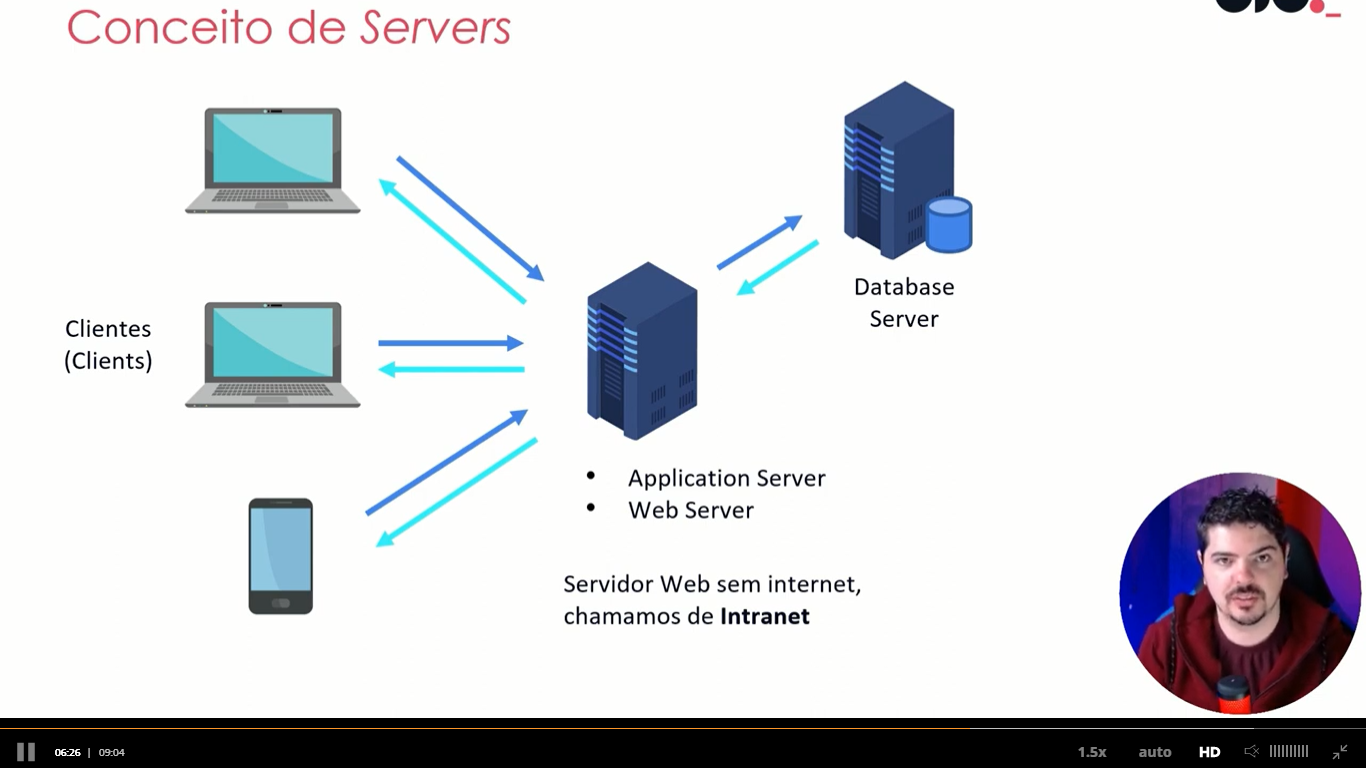 Conceito de Servers
Clientes
(Clients)
Database
Server
• Application Server
• Web Server
Servidor Web sem internet,
chamamos de Intranet
06:26 | 09:04
1.5x
auto
HD